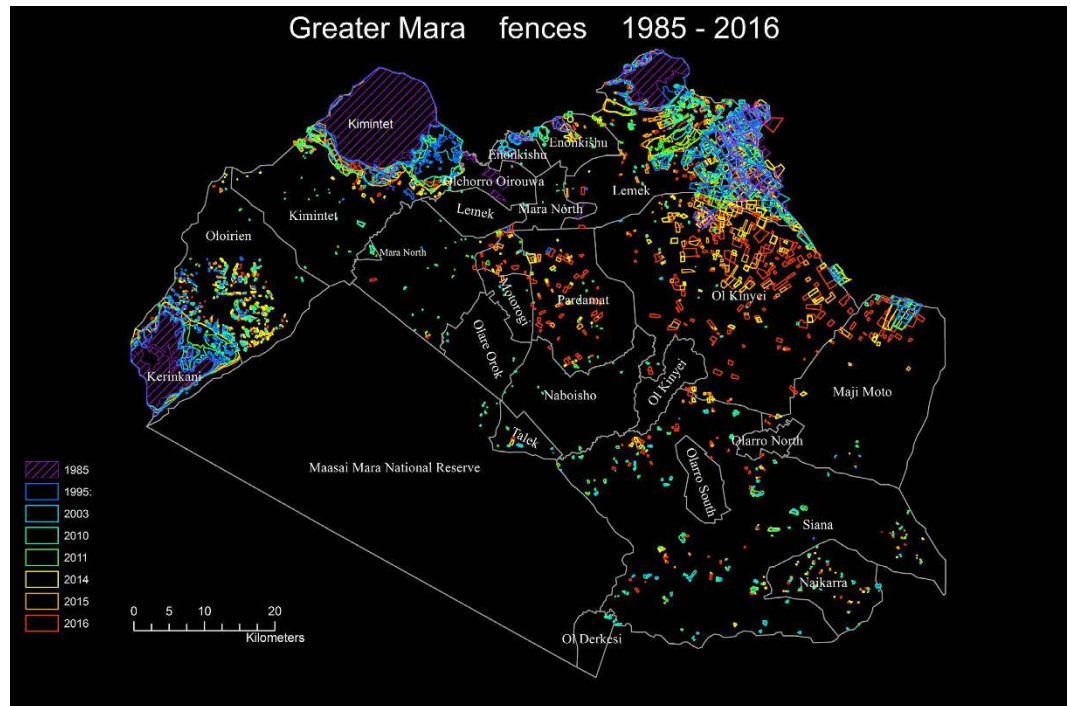 Greater Mara fences 1985 - 2016
Kimintet
Enonkishu
Enonkishu
Olchorro Oirouwa
Lemek
Kimintet
Lemek
Mara North
Oloirien
Mara North
Motorogi
Pardamat
Ol Kinyei
Olare Orok
Kerinkani
Naboisho
Ol Kinyei
Maji Moto
Talek
Olarro North
Maasai Mara National Reserve
Olarro South
Siana
Naikarra
Ol Derkesi
1985
1995:
2003
2010
2011
2014
2015
2016
0 5 10 20
Kilometers